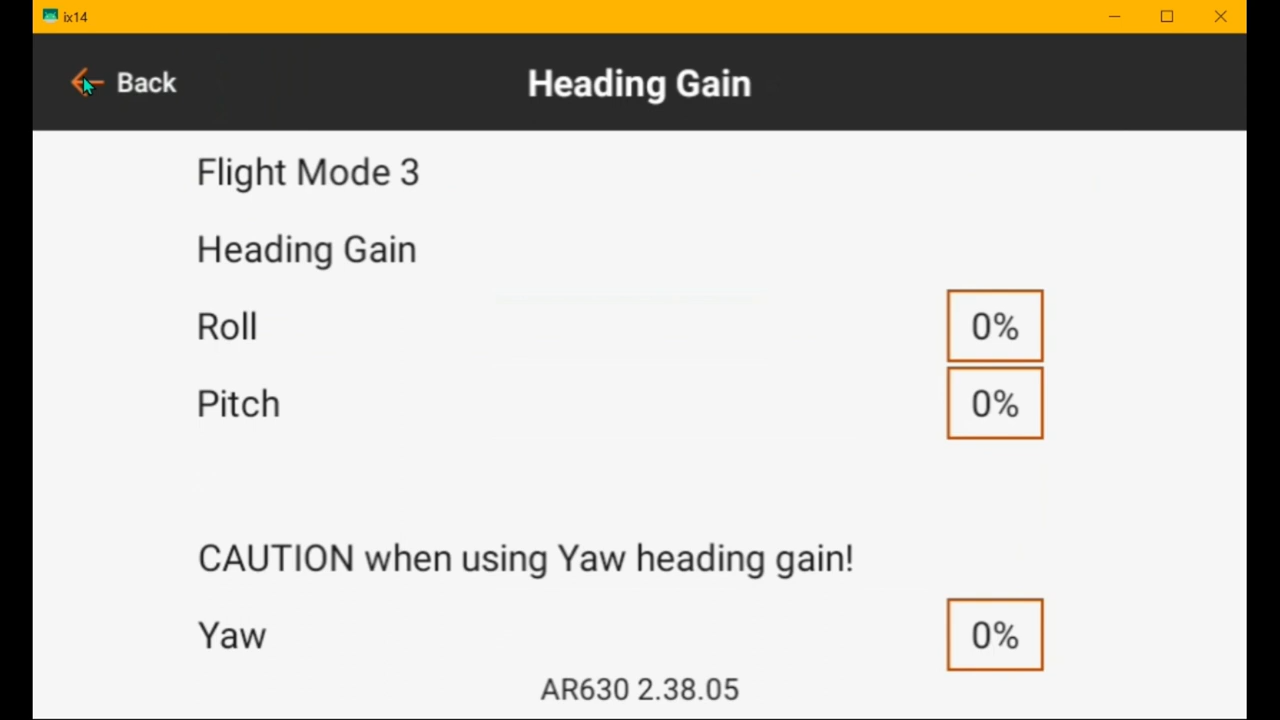 ix14
Back
Heading Gain
Flight Mode 3
Heading Gain
Roll 0%
Pitch 0%
CAUTION when using Yaw heading gain!
Yaw 0%
AR630 2.38.05